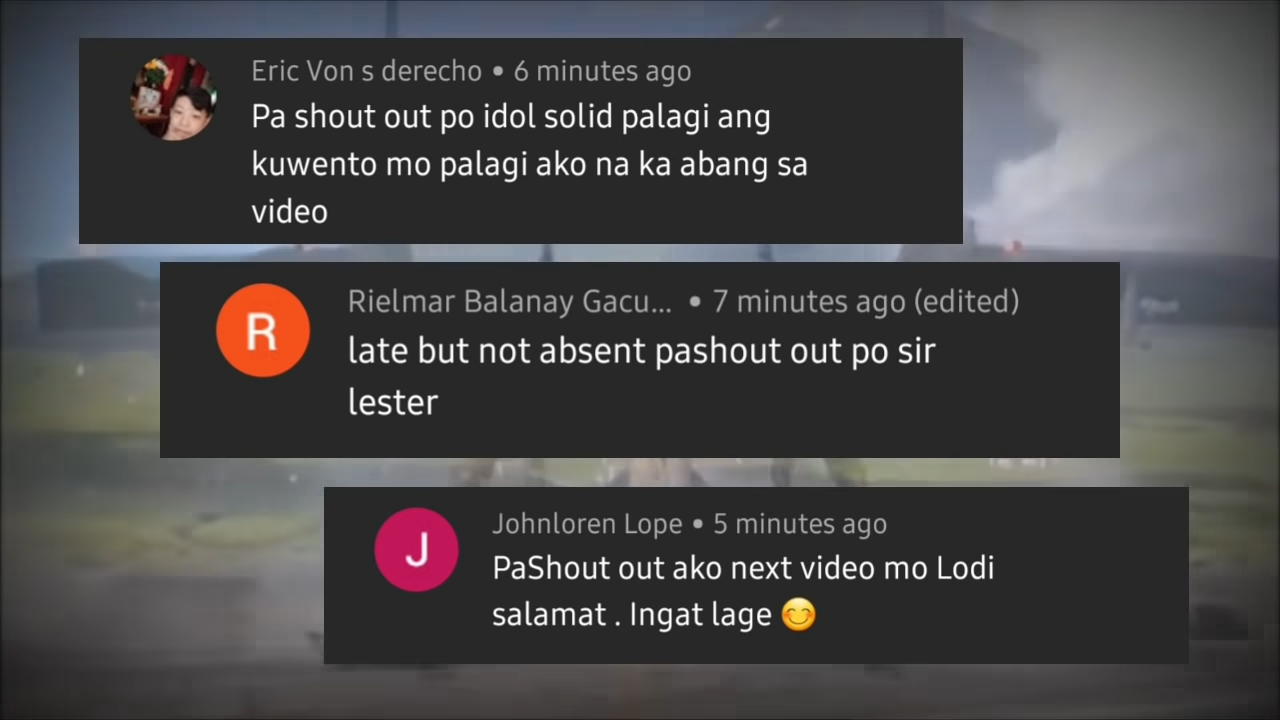 Eric Von s derecho • 6 minutes ago
Pa shout out po idol solid palagi ang
kuwento mo palagi ako na ka abang sa
video
Rielmar Balanay Gacu... • 7 minutes ago (edited)
R
late but not absent pashout out po sir
lester
Johnloren Lope • 5 minutes ago
J
PaShout out ako next video mo Lodi
salamat . Ingat lage 😊